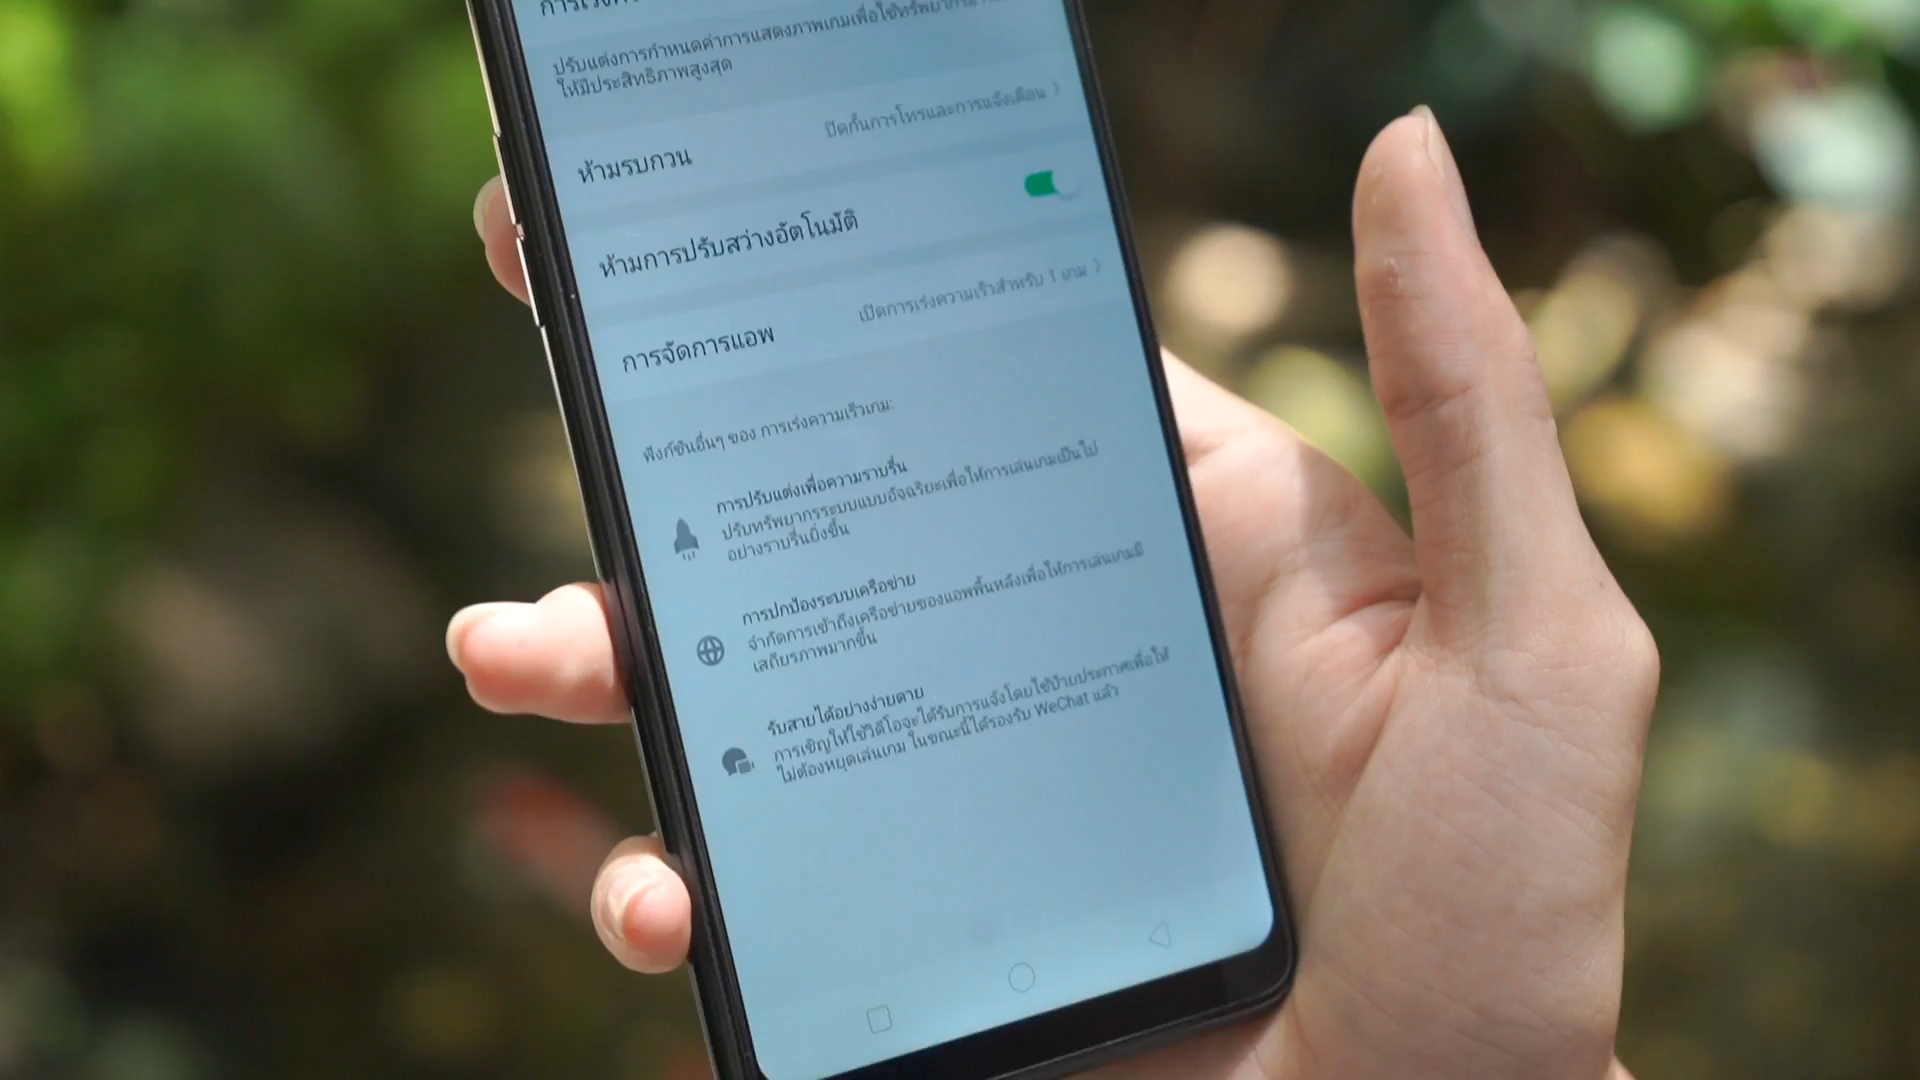 ปรับแต่งการกำหนดค่าการแสดงภาพเกมเพื่อใช้ทรัพยากร
ให้มีประสิทธิภาพสูงสุด
ห้ามรบกวน
ปิดกั้นการโทรและการแจ้งเตือน
ห้ามการปรับสว่างอัตโนมัติ
การจัดการแอพ
เปิดการเร่งความเร็วสำหรับ 1 เกม
ฟังก์ชันอื่นๆ ของ การเร่งความเร็วเกม:
การปรับแต่งเพื่อความราบรื่น
ปรับทรัพยากรระบบแบบอัจฉริยะเพื่อให้การเล่นเกมเป็นไป
อย่างราบรื่นยิ่งขึ้น
การปกป้องระบบเครือข่าย
จำกัดการเข้าถึงเครือข่ายของแอพพื้นหลังเพื่อให้การเล่นเกมมี
เสถียรภาพมากขึ้น
รับสายได้อย่างง่ายดาย
การเชิญให้ใช้วิดีโอจะได้รับการแจ้งโดยใช้ป้ายประกาศเพื่อให้
ไม่ต้องหยุดเล่นเกม ในขณะนี้ได้รองรับ WeChat แล้ว